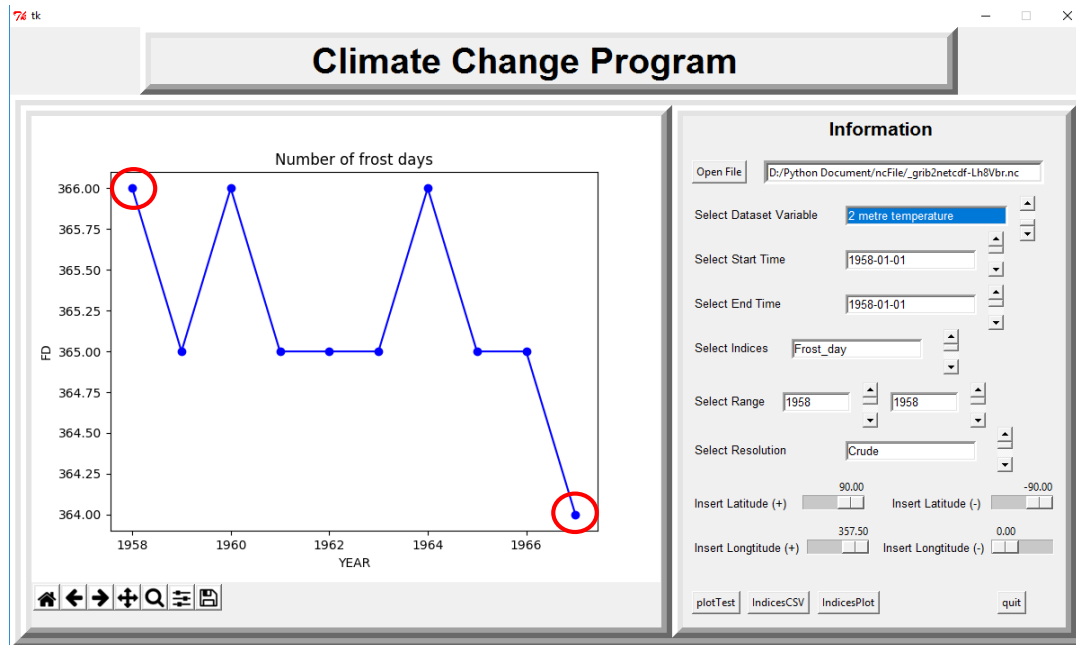 tk
Climate Change Program
Number of frost days
366.00
365.75
365.50
365.25
365.00
364.75
364.50
364.25
364.00
FD
1958 1960 1962 1964 1966
YEAR
Information
Open File D:/Python Document/ncFile/_grib2netcdf-Lh8Vbr.nc
Select Dataset Variable 2 metre temperature
Select Start Time 1958-01-01
Select End Time 1958-01-01
Select Indices Frost_day
Select Range 1958 1958
Select Resolution Crude
90.00 -90.00
Insert Latitude (+) Insert Latitude (-)
357.50 0.00
Insert Longtitude (+) Insert Longtitude (-)
plotTest IndicesCSV IndicesPlot quit